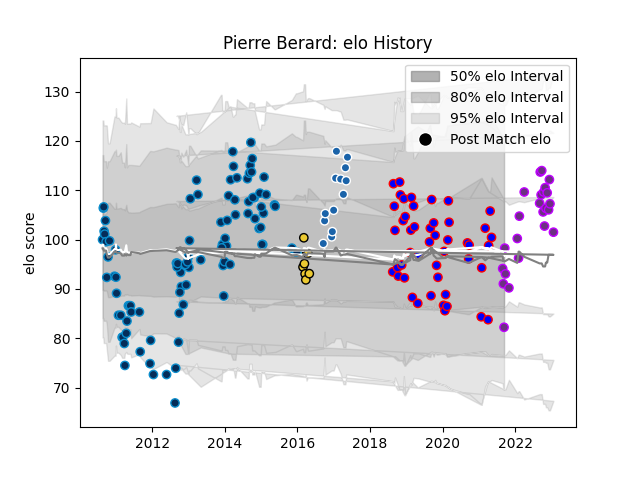 Pierre Berard: elo History
50% elo Interval
80% elo Interval
95% elo Interval
Post Match elo
elo score
130
120
110
100
90
80
70
2012
2014
2016
2018
2020
2022